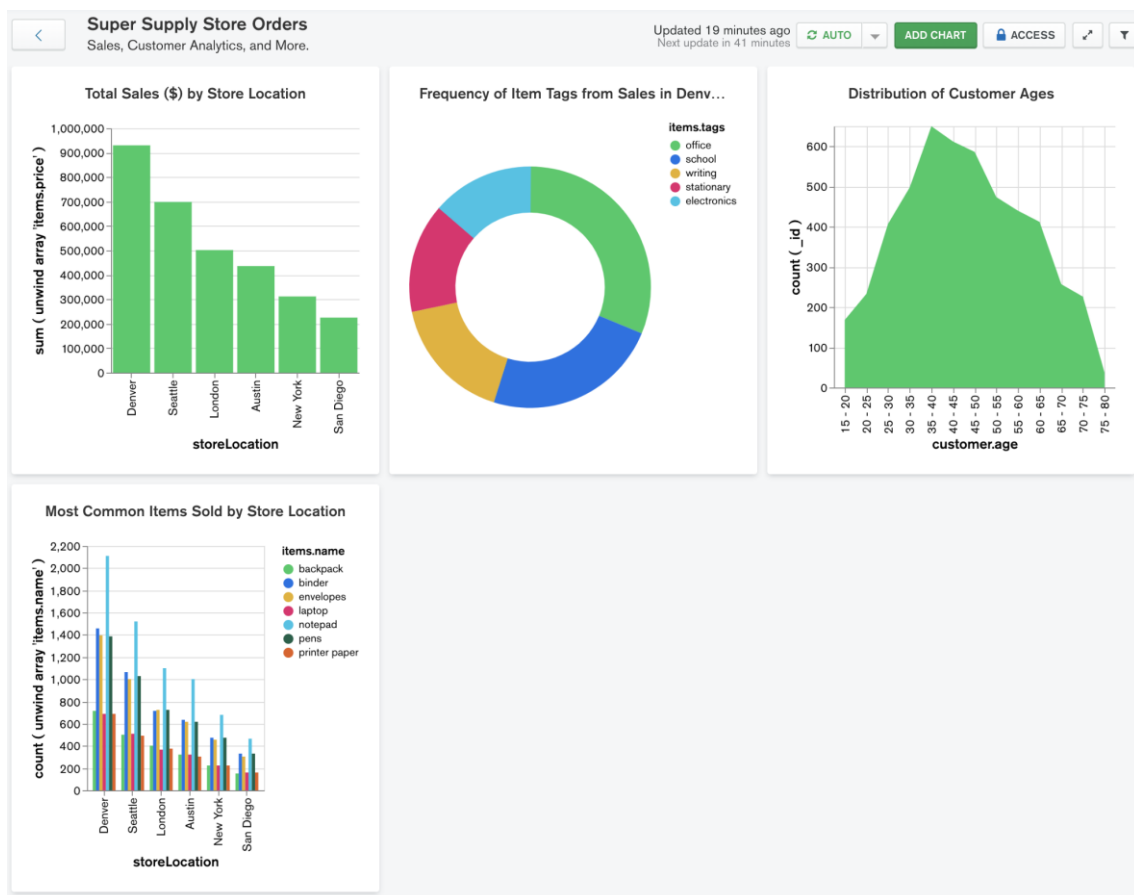 Super Supply Store Orders
Sales, Customer Analytics, and More.
Updated 19 minutes ago
Next update in 41 minutes
AUTO
ADD CHART
ACCESS
Total Sales ($) by Store Location
sum ( unwind array 'items.price' )
1,000,000
900,000
800,000
700,000
600,000
500,000
400,000
300,000
200,000
100,000
0
Denver
Seattle
London
Austin
New York
San Diego
storeLocation
Frequency of Item Tags from Sales in Denv...
items.tags
office
school
writing
stationary
electronics
Distribution of Customer Ages
count ( _id )
600
500
400
300
200
100
0
15 - 20
20 - 25
25 - 30
30 - 35
35 - 40
40 - 45
45 - 50
50 - 55
55 - 60
60 - 65
65 - 70
70 - 75
75 - 80
customer.age
Most Common Items Sold by Store Location
count ( unwind array 'items.name' )
2,200
2,000
1,800
1,600
1,400
1,200
1,000
800
600
400
200
0
Denver
Seattle
London
Austin
New York
San Diego
storeLocation
items.name
backpack
binder
envelopes
laptop
notepad
pens
printer paper